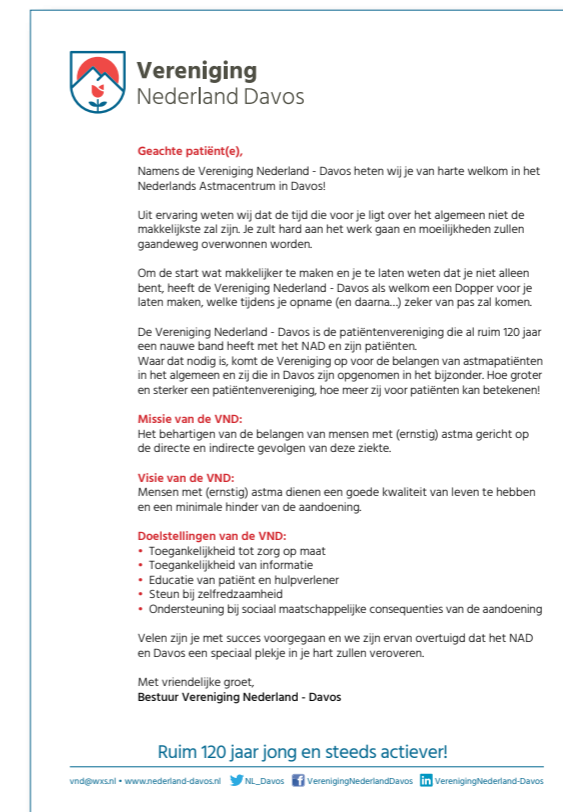 Vereniging
Nederland Davos
Geachte patiënt(e),
Namens de Vereniging Nederland - Davos heten wij je van harte welkom in het
Nederlands Astmacentrum in Davos!
Uit ervaring weten wij dat de tijd die voor je ligt over het algemeen niet de
makkelijkste zal zijn. Je zult hard aan het werk gaan en moeilijkheden zullen
gaandeweg overwonnen worden.
Om de start wat makkelijker te maken en je te laten weten dat je niet alleen
bent, heeft de Vereniging Nederland - Davos als welkom een Dopper voor je
laten maken, welke tijdens je opname (en daarna...) zeker van pas zal komen.
De Vereniging Nederland - Davos is de patiëntenvereniging die al ruim 120 jaar
een nauwe band heeft met het NAD en zijn patiënten.
Waar dat nodig is, komt de Vereniging op voor de belangen van astmapatiënten
in het algemeen en zij die in Davos zijn opgenomen in het bijzonder. Hoe groter
en sterker een patiëntenvereniging, hoe meer zij voor patiënten kan betekenen!
Missie van de VND:
Het behartigen van de belangen van mensen met (ernstig) astma gericht op
de directe en indirecte gevolgen van deze ziekte.
Visie van de VND:
Mensen met (ernstig) astma dienen een goede kwaliteit van leven te hebben
en een minimale hinder van de aandoening.
Doelstellingen van de VND:
• Toegankelijkheid tot zorg op maat
• Toegankelijkheid van informatie
• Educatie van patiënt en hulpverlener
• Steun bij zelfredzaamheid
• Ondersteuning bij sociaal maatschappelijke consequenties van de aandoening
Velen zijn je met succes voorgegaan en we zijn ervan overtuigd dat het NAD
en Davos een speciaal plekje in je hart zullen veroveren.
Met vriendelijke groet,
Bestuur Vereniging Nederland - Davos
Ruim 120 jaar jong en steeds actiever!
vnd@wxs.nl • www.nederland-davos.nl NL_Davos VerenigingNederlandDavos VerenigingNederland-Davos